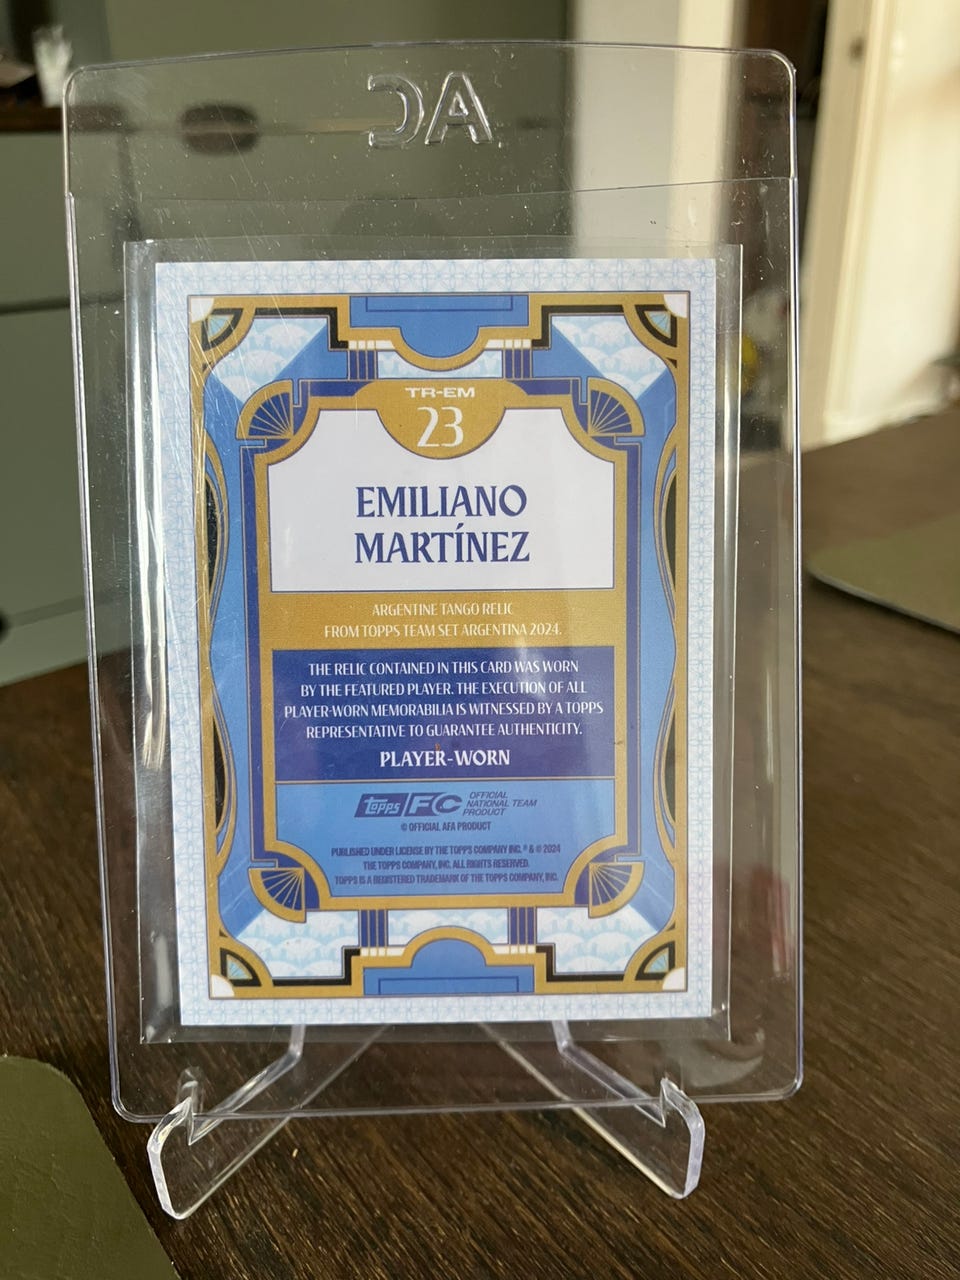 CA
TR-EM
23
EMILIANO
MARTÍNEZ
ARGENTINE TANGO RELIC
FROM TOPPS TEAM SET ARGENTINA 2024.
THE RELIC CONTAINED IN THIS CARD WAS WORN
BY THE FEATURED PLAYER. THE EXECUTION OF ALL
PLAYER-WORN MEMORABILIA IS WITNESSED BY A TOPPS
REPRESENTATIVE TO GUARANTEE AUTHENTICITY.
PLAYER-WORN
topps FC OFFICIAL
NATIONAL TEAM
PRODUCT
© OFFICIAL AFA PRODUCT
PUBLISHED UNDER LICENSE BY THE TOPPS COMPANY INC. ® & © 2024
THE TOPPS COMPANY, INC. ALL RIGHTS RESERVED.
TOPPS IS A REGISTERED TRADEMARK OF THE TOPPS COMPANY, INC.